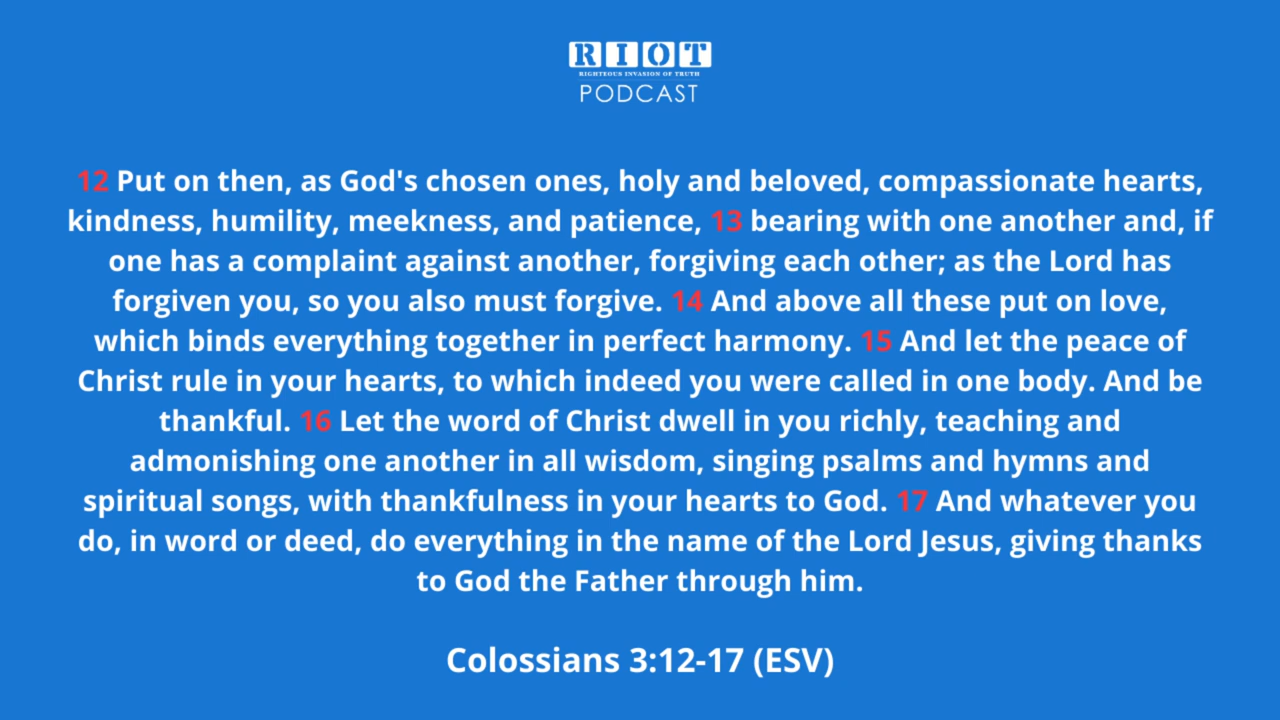 RIOT
RIGHTEOUS INVASION OF TRUTH
PODCAST
12 Put on then, as God's chosen ones, holy and beloved, compassionate hearts,
kindness, humility, meekness, and patience, 13 bearing with one another and, if
one has a complaint against another, forgiving each other; as the Lord has
forgiven you, so you also must forgive. 14 And above all these put on love,
which binds everything together in perfect harmony. 15 And let the peace of
Christ rule in your hearts, to which indeed you were called in one body. And be
thankful. 16 Let the word of Christ dwell in you richly, teaching and
admonishing one another in all wisdom, singing psalms and hymns and
spiritual songs, with thankfulness in your hearts to God. 17 And whatever you
do, in word or deed, do everything in the name of the Lord Jesus, giving thanks
to God the Father through him.
Colossians 3:12-17 (ESV)